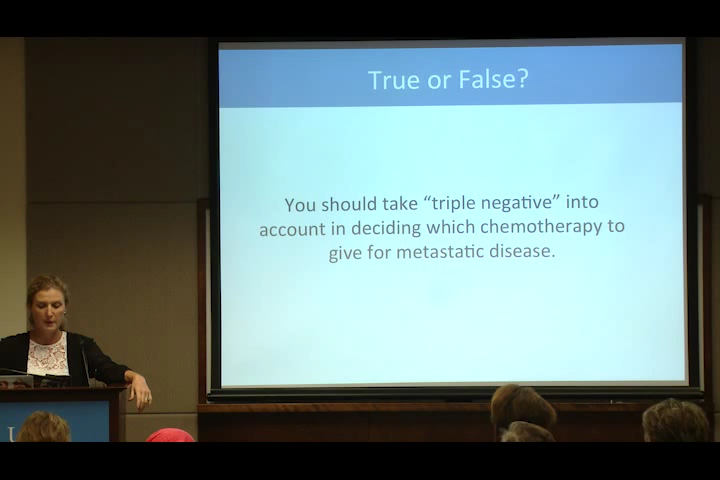 True or False?
You should take “triple negative” into
account in deciding which chemotherapy to
give for metastatic disease.
U